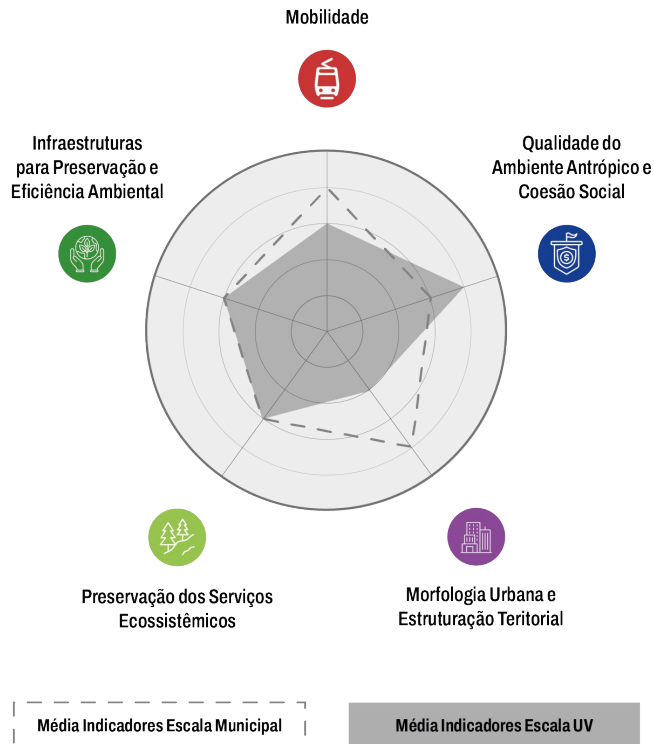 Mobilidade
Infraestruturas
para Preservação e
Eficiência Ambiental
Qualidade do
Ambiente Antrópico e
Coesão Social
$
Preservação dos Serviços
Ecossistêmicos
Morfologia Urbana e
Estruturação Teritorial
Média Indicadores Escala Municipal
Média Indicadores Escala UV